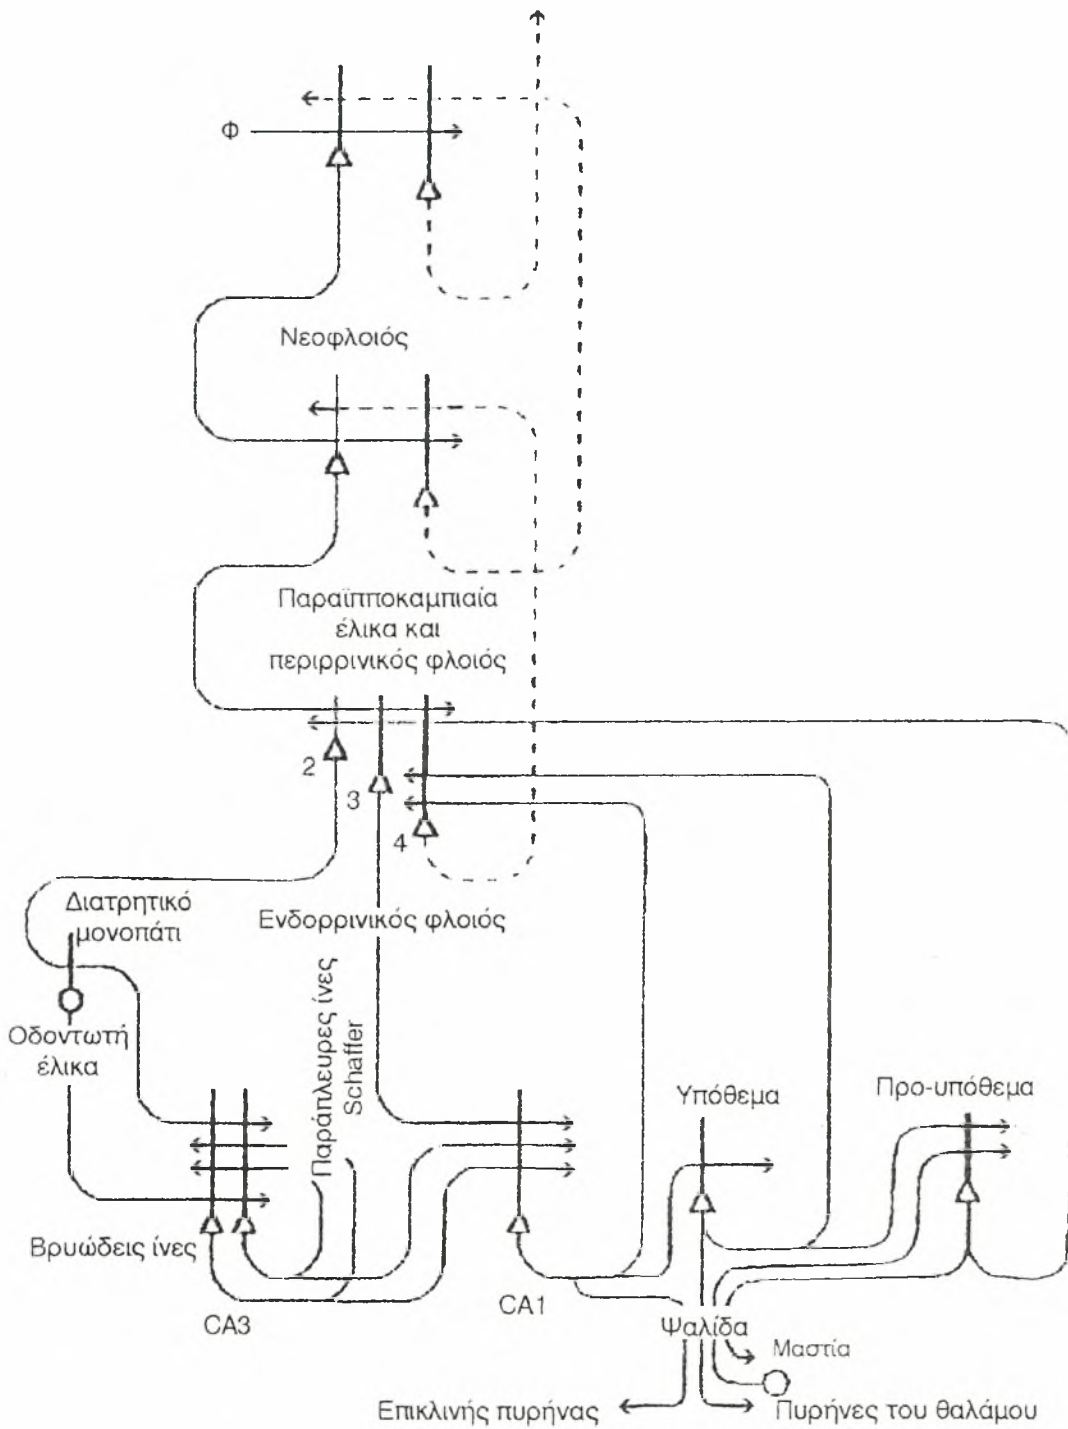 Φ
Νεοφλοιός
Παραϊπποκαμπιαία
έλικα και
περιρρινικός φλοιός
2
3
4
Διατρητικό
μονοπάτι
Ενδορρινικός φλοιός
Οδοντωτή
έλικα
Παράπλευρες ίνες
Schaffer
Υπόθεμα
Προ-υπόθεμα
Βρυώδεις ίνες
CA3
CA1
Ψαλίδα
Μαστία
Επικλινής πυρήνας
Πυρήνες του θαλάμου